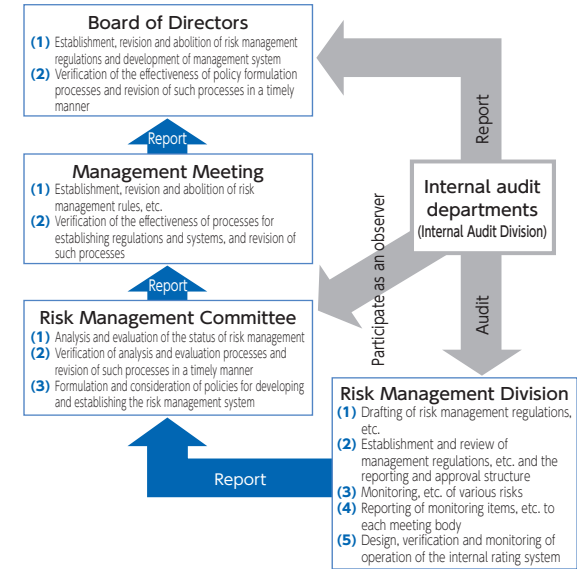 Board of Directors
(1) Establishment, revision and abolition of risk management
regulations and development of management system
(2) Verification of the effectiveness of policy formulation
processes and revision of such processes in a timely
manner
Report
Management Meeting
(1) Establishment, revision and abolition of risk
management rules, etc.
(2) Verification of the effectiveness of processes for
establishing regulations and systems, and revision of
such processes
Report
Risk Management Committee
(1) Analysis and evaluation of the status of risk management
(2) Verification of analysis and evaluation processes and
revision of such processes in a timely manner
(3) Formulation and consideration of policies for developing
and establishing the risk management system
Report
Report
Internal audit
departments
(Internal Audit Division)
Participate as an observer
Audit
Risk Management Division
(1) Drafting of risk management regulations,
etc.
(2) Establishment and review of
management regulations, etc. and the
reporting and approval structure
(3) Monitoring, etc. of various risks
(4) Reporting of monitoring items, etc. to
each meeting body
(5) Design, verification and monitoring of
operation of the internal rating system